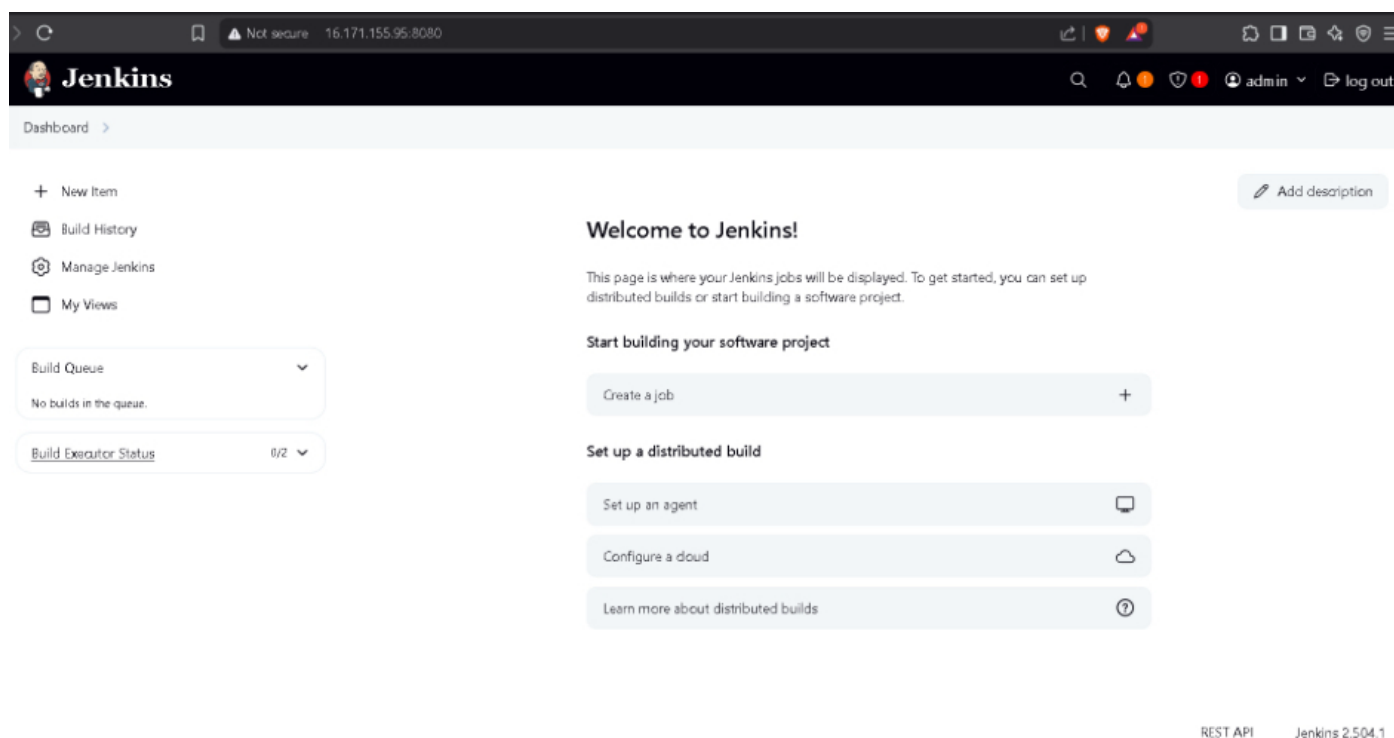 Not secure 16.171.155.95:8080
Jenkins
1
1
admin
log out
Dashboard
New Item
Build History
Manage Jenkins
My Views
Build Queue
No builds in the queue.
Build Executor Status 0/2
Add description
Welcome to Jenkins!
This page is where your Jenkins jobs will be displayed. To get started, you can set up
distributed builds or start building a software project.
Start building your software project
Create a job
Set up a distributed build
Set up an agent
Configure a cloud
Learn more about distributed builds
REST API Jenkins 2.504.1